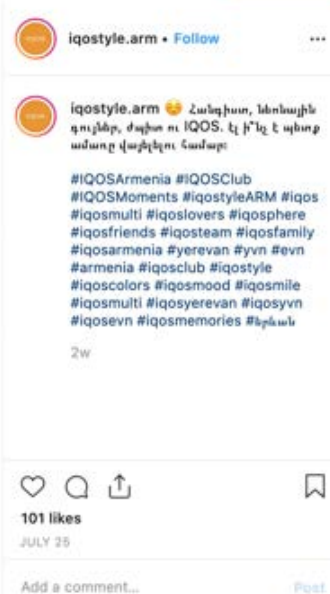 iqostyle.arm • Follow
iqostyle.arm ☺️ Հանգիստ, նեոնային
գույներ, ժպիտ ու IQOS. էլ ի՞նչ է պետք
ամառը վայելելու համար:
#IQOSArmenia #IQOSClub
#IQOSMoments #iqostyleARM #iqos
#iqosmulti #iqoslovers #iqosphere
#iqosfriends #iqosteam #iqosfamily
#iqosarmenia #yerevan #yvn #evn
#armenia #iqosclub #iqostyle
#iqoscolors #iqosmood #iqosmile
#iqosmulti #iqosyerevan #iqosyvn
#iqosevn #iqosmemories #երևան
2w
101 likes
JULY 25
Add a comment...
Post